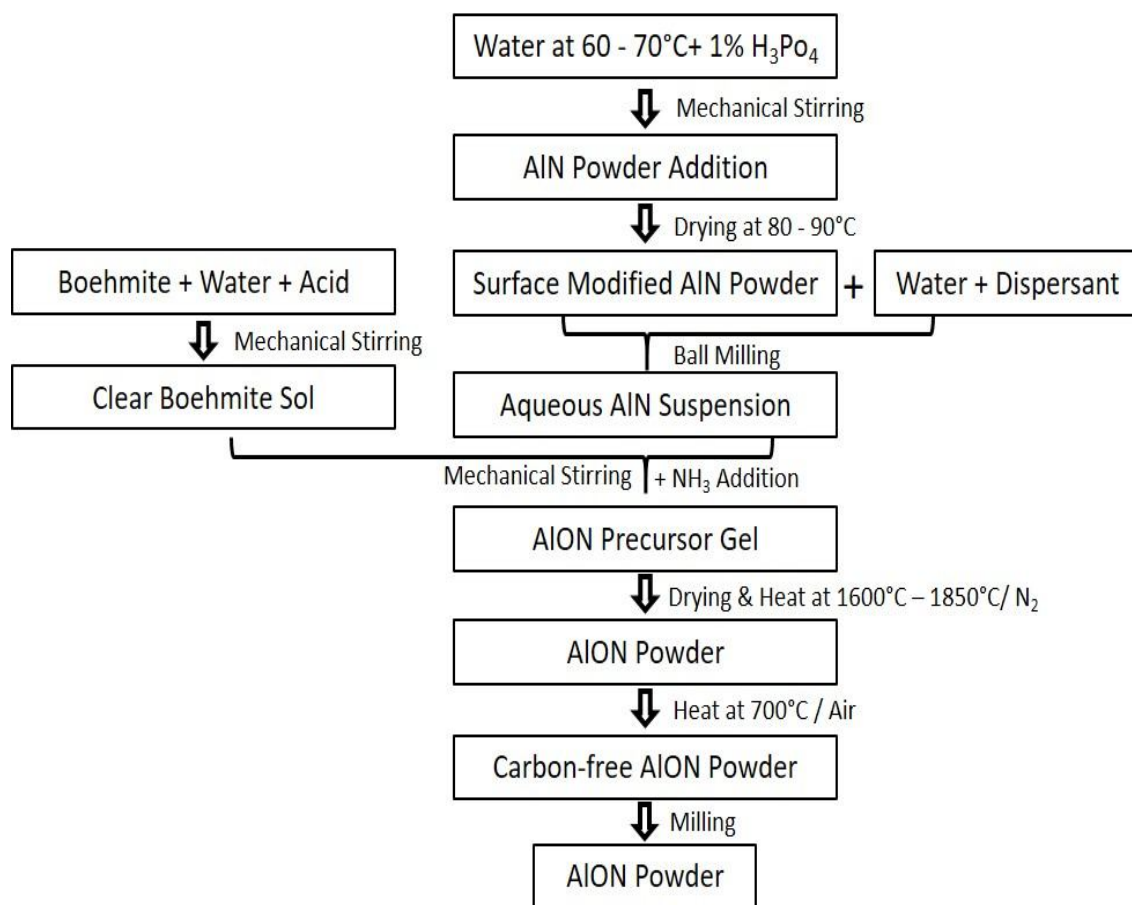 Water at 60 - 70°C+ 1% H₃Po₄
Mechanical Stirring
AlN Powder Addition
Drying at 80 - 90°C
Boehmite + Water + Acid
Surface Modified AlN Powder + Water + Dispersant
Mechanical Stirring
Ball Milling
Clear Boehmite Sol
Aqueous AlN Suspension
Mechanical Stirring + NH₃ Addition
AlON Precursor Gel
Drying & Heat at 1600°C – 1850°C/ N₂
AlON Powder
Heat at 700°C / Air
Carbon-free AlON Powder
Milling
AlON Powder